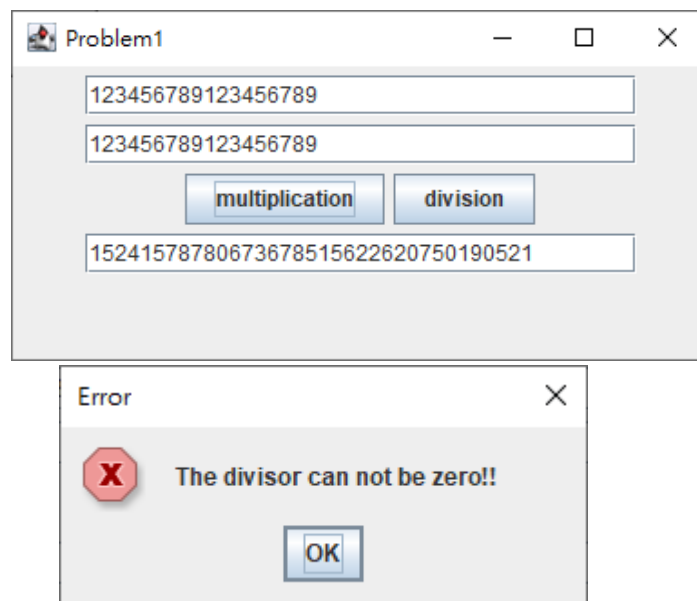 Problem1
123456789123456789
123456789123456789
multiplication division
15241578780673678515622620750190521
Error
The divisor can not be zero!!
OK